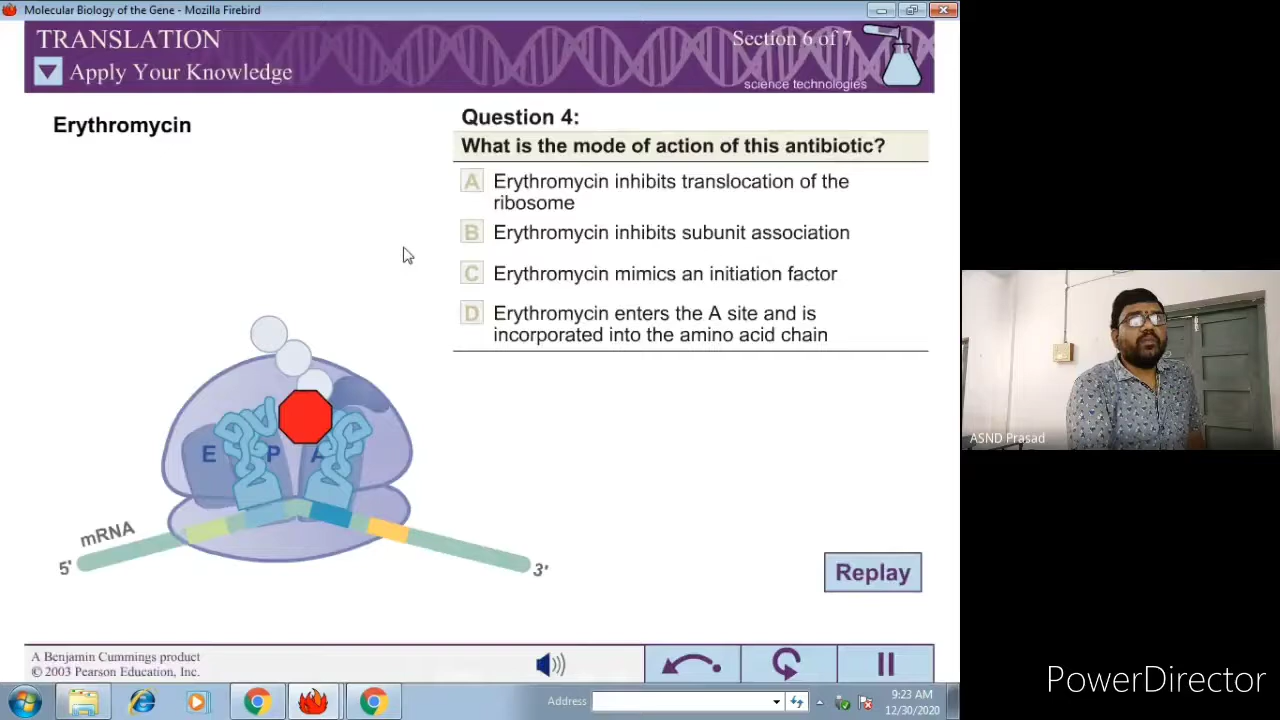 Molecular Biology of the Gene - Mozilla Firebird
TRANSLATION
Section 6 of 7
Apply Your Knowledge
science technologies
Erythromycin
Question 4:
What is the mode of action of this antibiotic?
A Erythromycin inhibits translocation of the
ribosome
B Erythromycin inhibits subunit association
C Erythromycin mimics an initiation factor
D Erythromycin enters the A site and is
incorporated into the amino acid chain
E P A
mRNA
5'
3'
Replay
A Benjamin Cummings product
© 2003 Pearson Education, Inc.
Address
9:23 AM
12/30/2020
ASND Prasad
PowerDirector